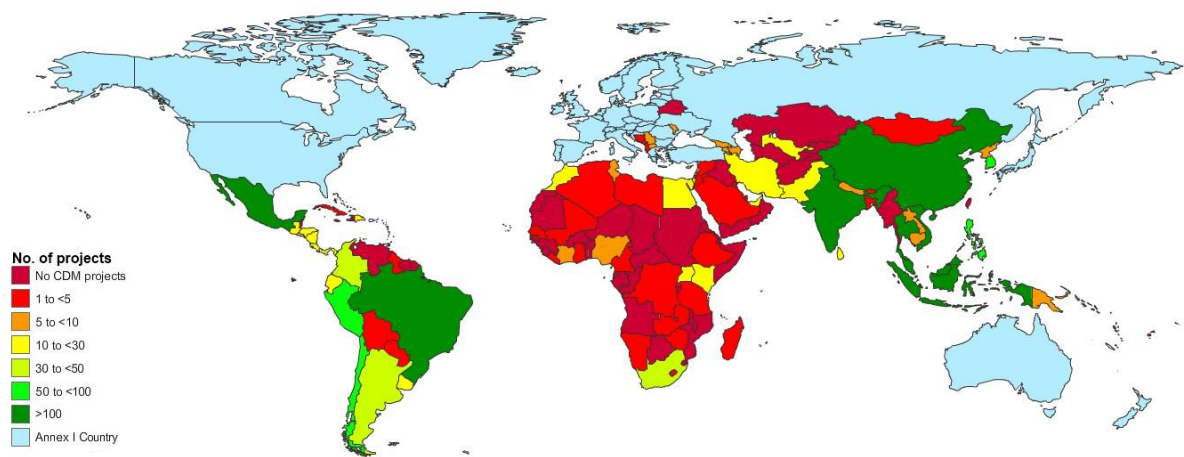 No. of projects
No CDM projects
1 to <5
5 to <10
10 to <30
30 to <50
50 to <100
>100
Annex I Country